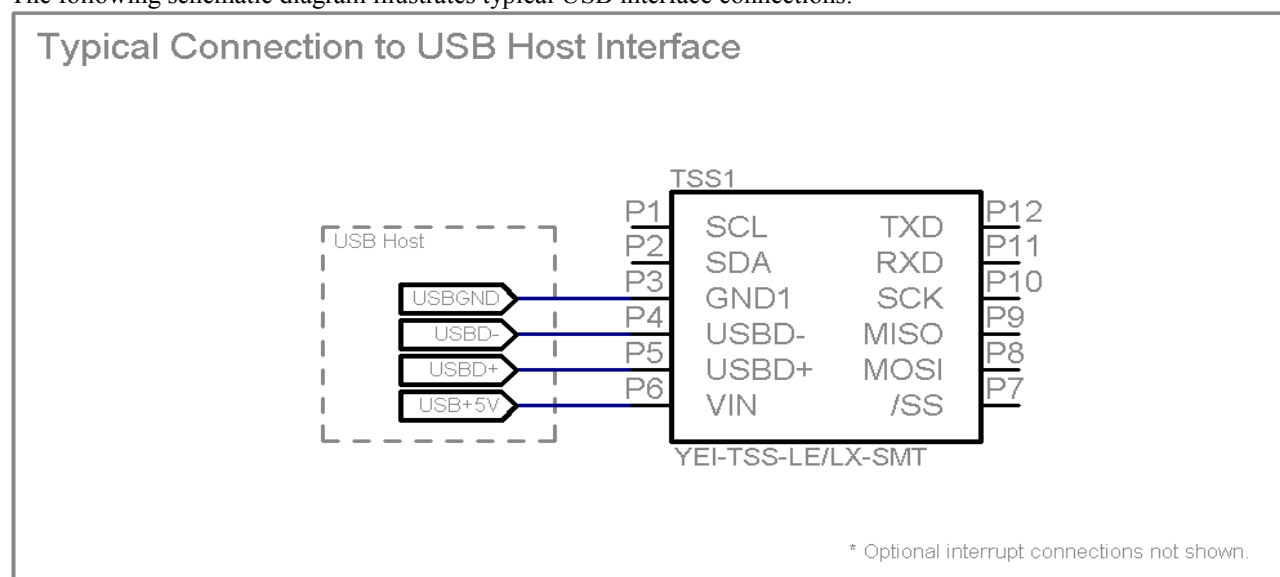 The following schematic diagram illustrates typical USB interface connections:
Typical Connection to USB Host Interface
TSS1
USB Host
USBGND
USBD-
USBD+
USB+5V
P1
P2
P3
P4
P5
P6
SCL
SDA
GND1
USBD-
USBD+
VIN
TXD
RXD
SCK
MISO
MOSI
/SS
P12
P11
P10
P9
P8
P7
YEI-TSS-LE/LX-SMT
* Optional interrupt connections not shown.